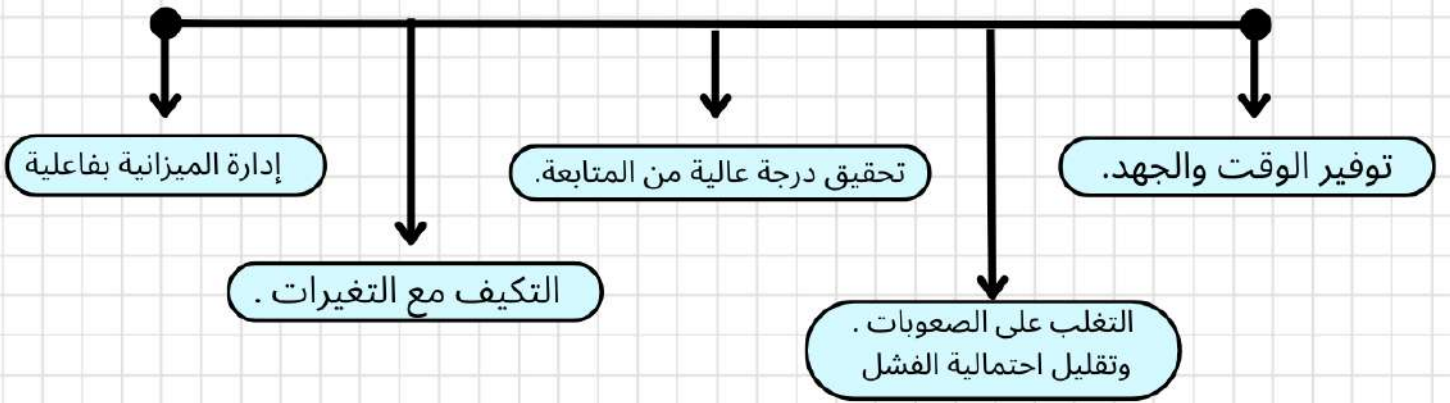 توفير الوقت والجهد.
التغلب على الصعوبات .
وتقليل احتمالية الفشل
تحقيق درجة عالية من المتابعة.
التكيف مع التغيرات .
إدارة الميزانية بفاعلية